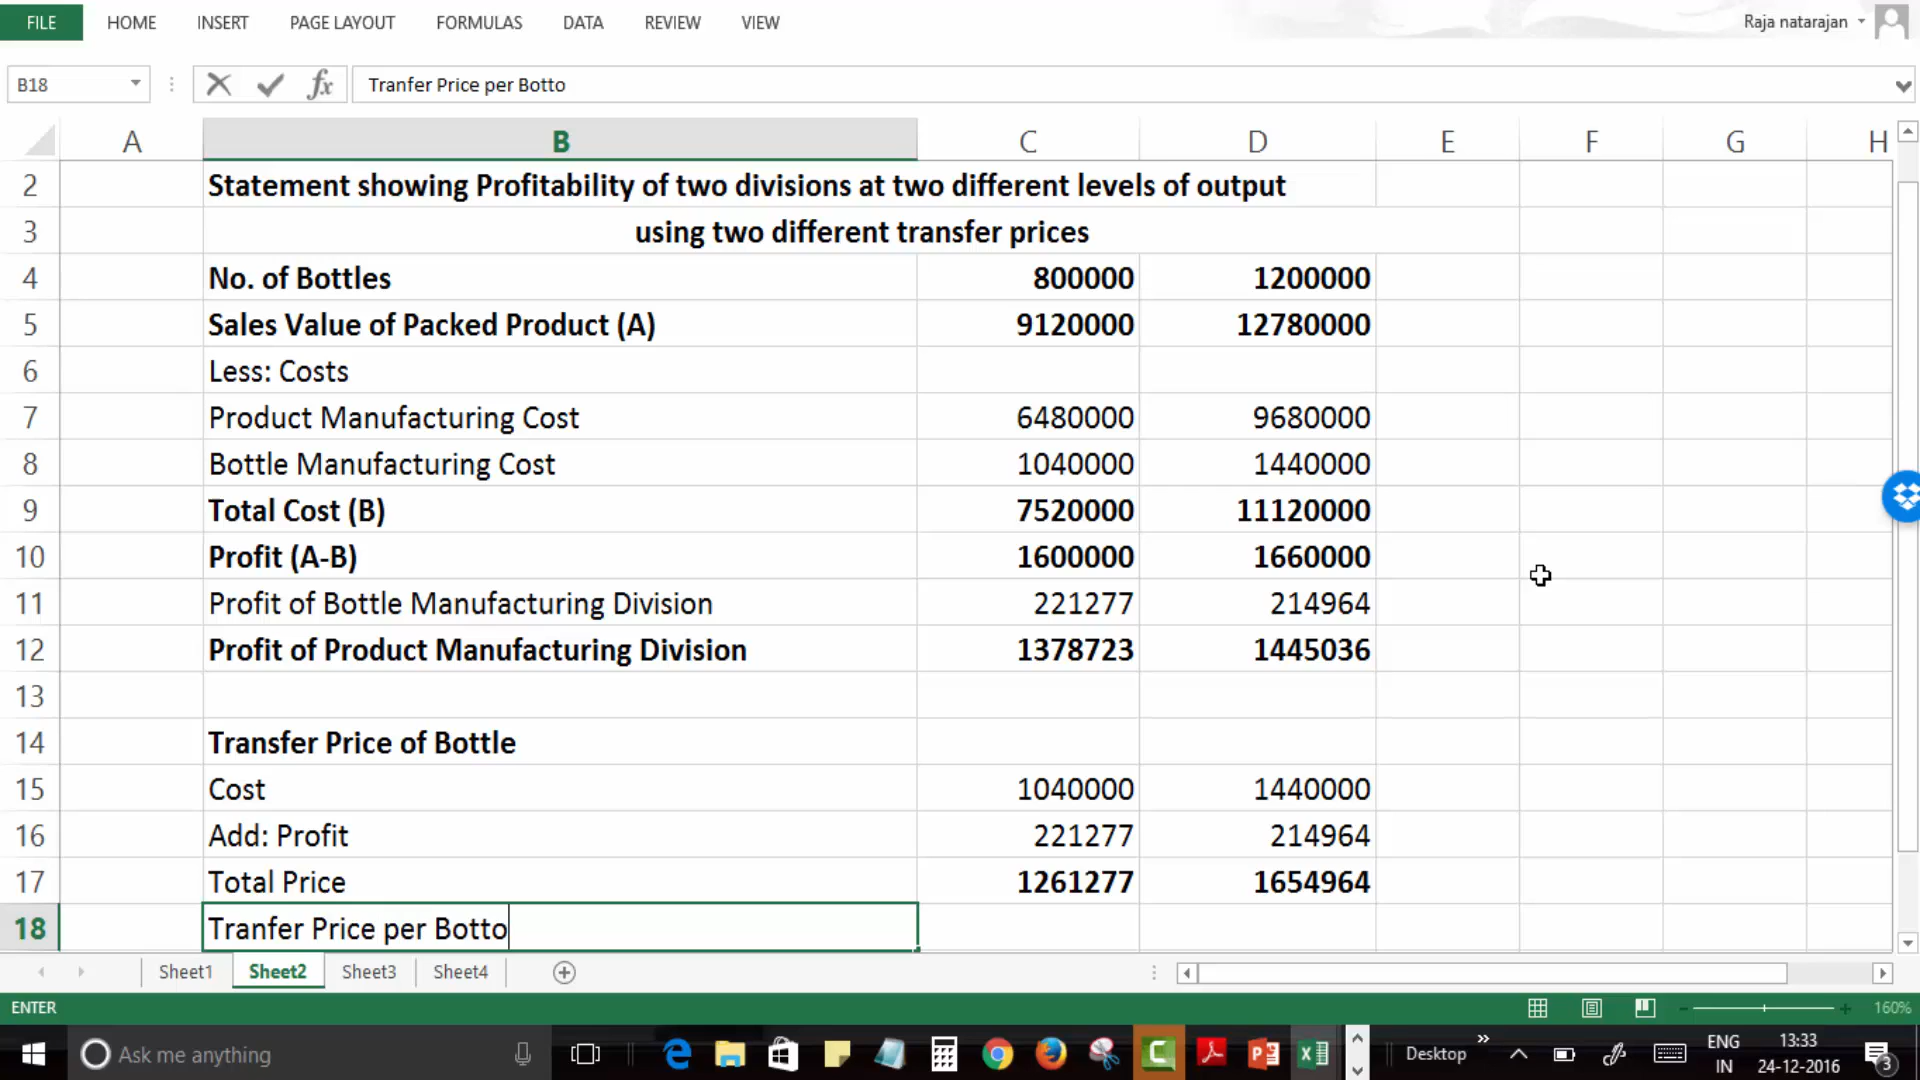 FILE HOME INSERT PAGE LAYOUT FORMULAS DATA REVIEW VIEW Raja natarajan
B18 fx Tranfer Price per Botto
A B C D E F G H
2 Statement showing Profitability of two divisions at two different levels of output
3 using two different transfer prices
4 No. of Bottles 800000 1200000
5 Sales Value of Packed Product (A) 9120000 12780000
6 Less: Costs
7 Product Manufacturing Cost 6480000 9680000
8 Bottle Manufacturing Cost 1040000 1440000
9 Total Cost (B) 7520000 11120000
10 Profit (A-B) 1600000 1660000
11 Profit of Bottle Manufacturing Division 221277 214964
12 Profit of Product Manufacturing Division 1378723 1445036
13
14 Transfer Price of Bottle
15 Cost 1040000 1440000
16 Add: Profit 221277 214964
17 Total Price 1261277 1654964
18 Tranfer Price per Botto
Sheet1 Sheet2 Sheet3 Sheet4
ENTER 160%
Ask me anything Desktop ENG 13:33
IN 24-12-2016 3